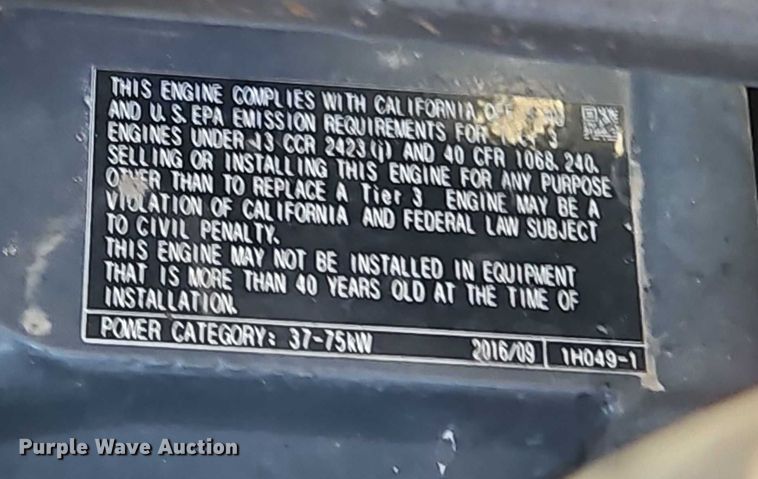 THIS ENGINE COMPLIES WITH CALIFORNIA
AND U.S.EPA EMISSION REQUIREMENTS FOR 3
ENGINES UNDER 13 CCR 2423(j) AND 40 CFR 1068.240.
SELLING OR INSTALLING THIS ENGINE FOR ANY PURPOSE
OTHER THAN TO REPLACE A Tier 3 ENGINE MAY BE A
VIOLATION OF CALIFORNIA AND FEDERAL LAW SUBJECT
TO CIVIL PENALTY.
THIS ENGINE MAY NOT BE INSTALLED IN EQUIPMENT
THAT IS MORE THAN 40 YEARS OLD AT THE TIME OF
INSTALLATION.
POWER CATEGORY: 37-75kW 2016/09 1H049-1
Purple Wave Auction